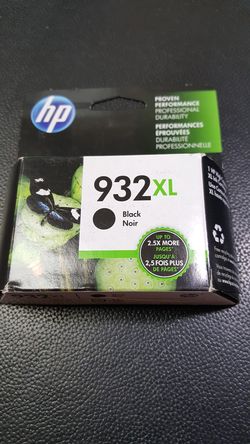 hp
PROVEN
PERFORMANCE
PROFESSIONAL
DURABILITY
PERFORMANCES
ÉPROUVÉES
DURABILITÉ
PROFESSIONNELLE
932XL
Black
Noir
UP TO
2.5X MORE
PAGES
JUSQU'À
2,5 FOIS PLUS
DE PAGES
932XL